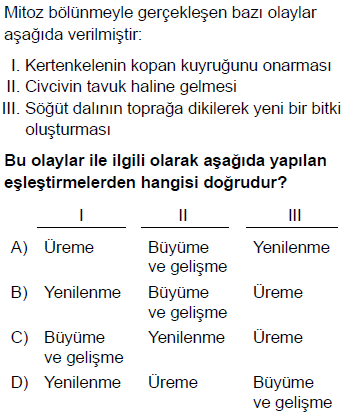 Mitoz bölünmeyle gerçekleşen bazı olaylar
aşağıda verilmiştir:
I. Kertenkelenin kopan kuyruğunu onarması
II. Civcivin tavuk haline gelmesi
III. Söğüt dalının toprağa dikilerek yeni bir bitki
oluşturması
Bu olaylar ile ilgili olarak aşağıda yapılan
eşleştirmelerden hangisi doğrudur?
I II III
A) Üreme Büyüme Yenilenme
ve gelişme
B) Yenilenme Büyüme Üreme
ve gelişme
C) Büyüme Yenilenme Üreme
ve gelişme
D) Yenilenme Üreme Büyüme
ve gelişme